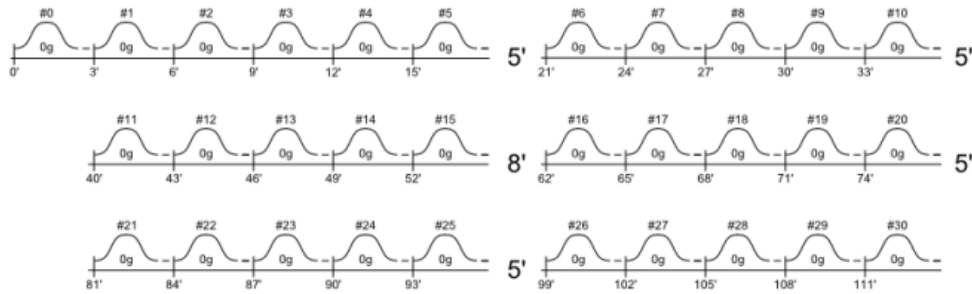 #0 #1 #2 #3 #4 #5 #6 #7 #8 #9 #10
0g 0g 0g 0g 0g 0g 5' 0g 0g 0g 0g 0g 5'
0' 3' 6' 9' 12' 15' 21' 24' 27' 30' 33'
#11 #12 #13 #14 #15 #16 #17 #18 #19 #20
0g 0g 0g 0g 0g 8' 0g 0g 0g 0g 0g 5'
40' 43' 46' 49' 52' 62' 65' 68' 71' 74'
#21 #22 #23 #24 #25 #26 #27 #28 #29 #30
0g 0g 0g 0g 0g 5' 0g 0g 0g 0g 0g
81' 84' 87' 90' 93' 99' 102' 105' 108' 111'